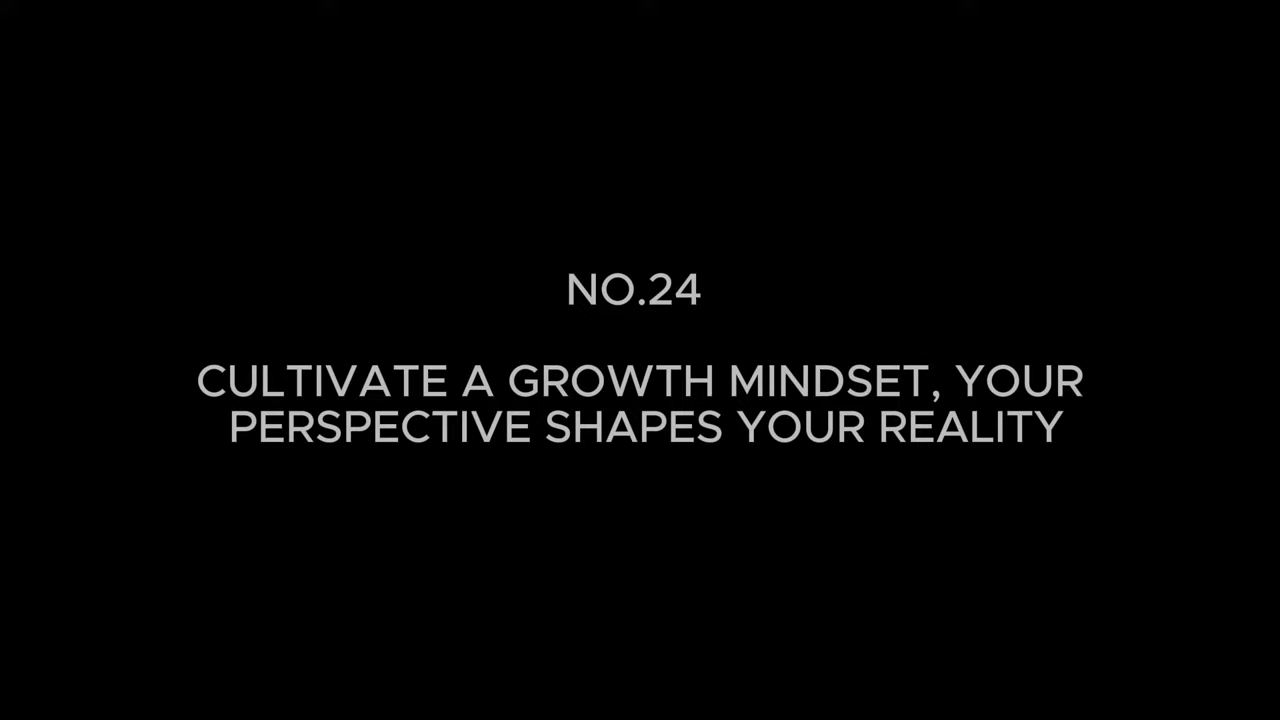 NO.24
CULTIVATE A GROWTH MINDSET, YOUR
PERSPECTIVE SHAPES YOUR REALITY